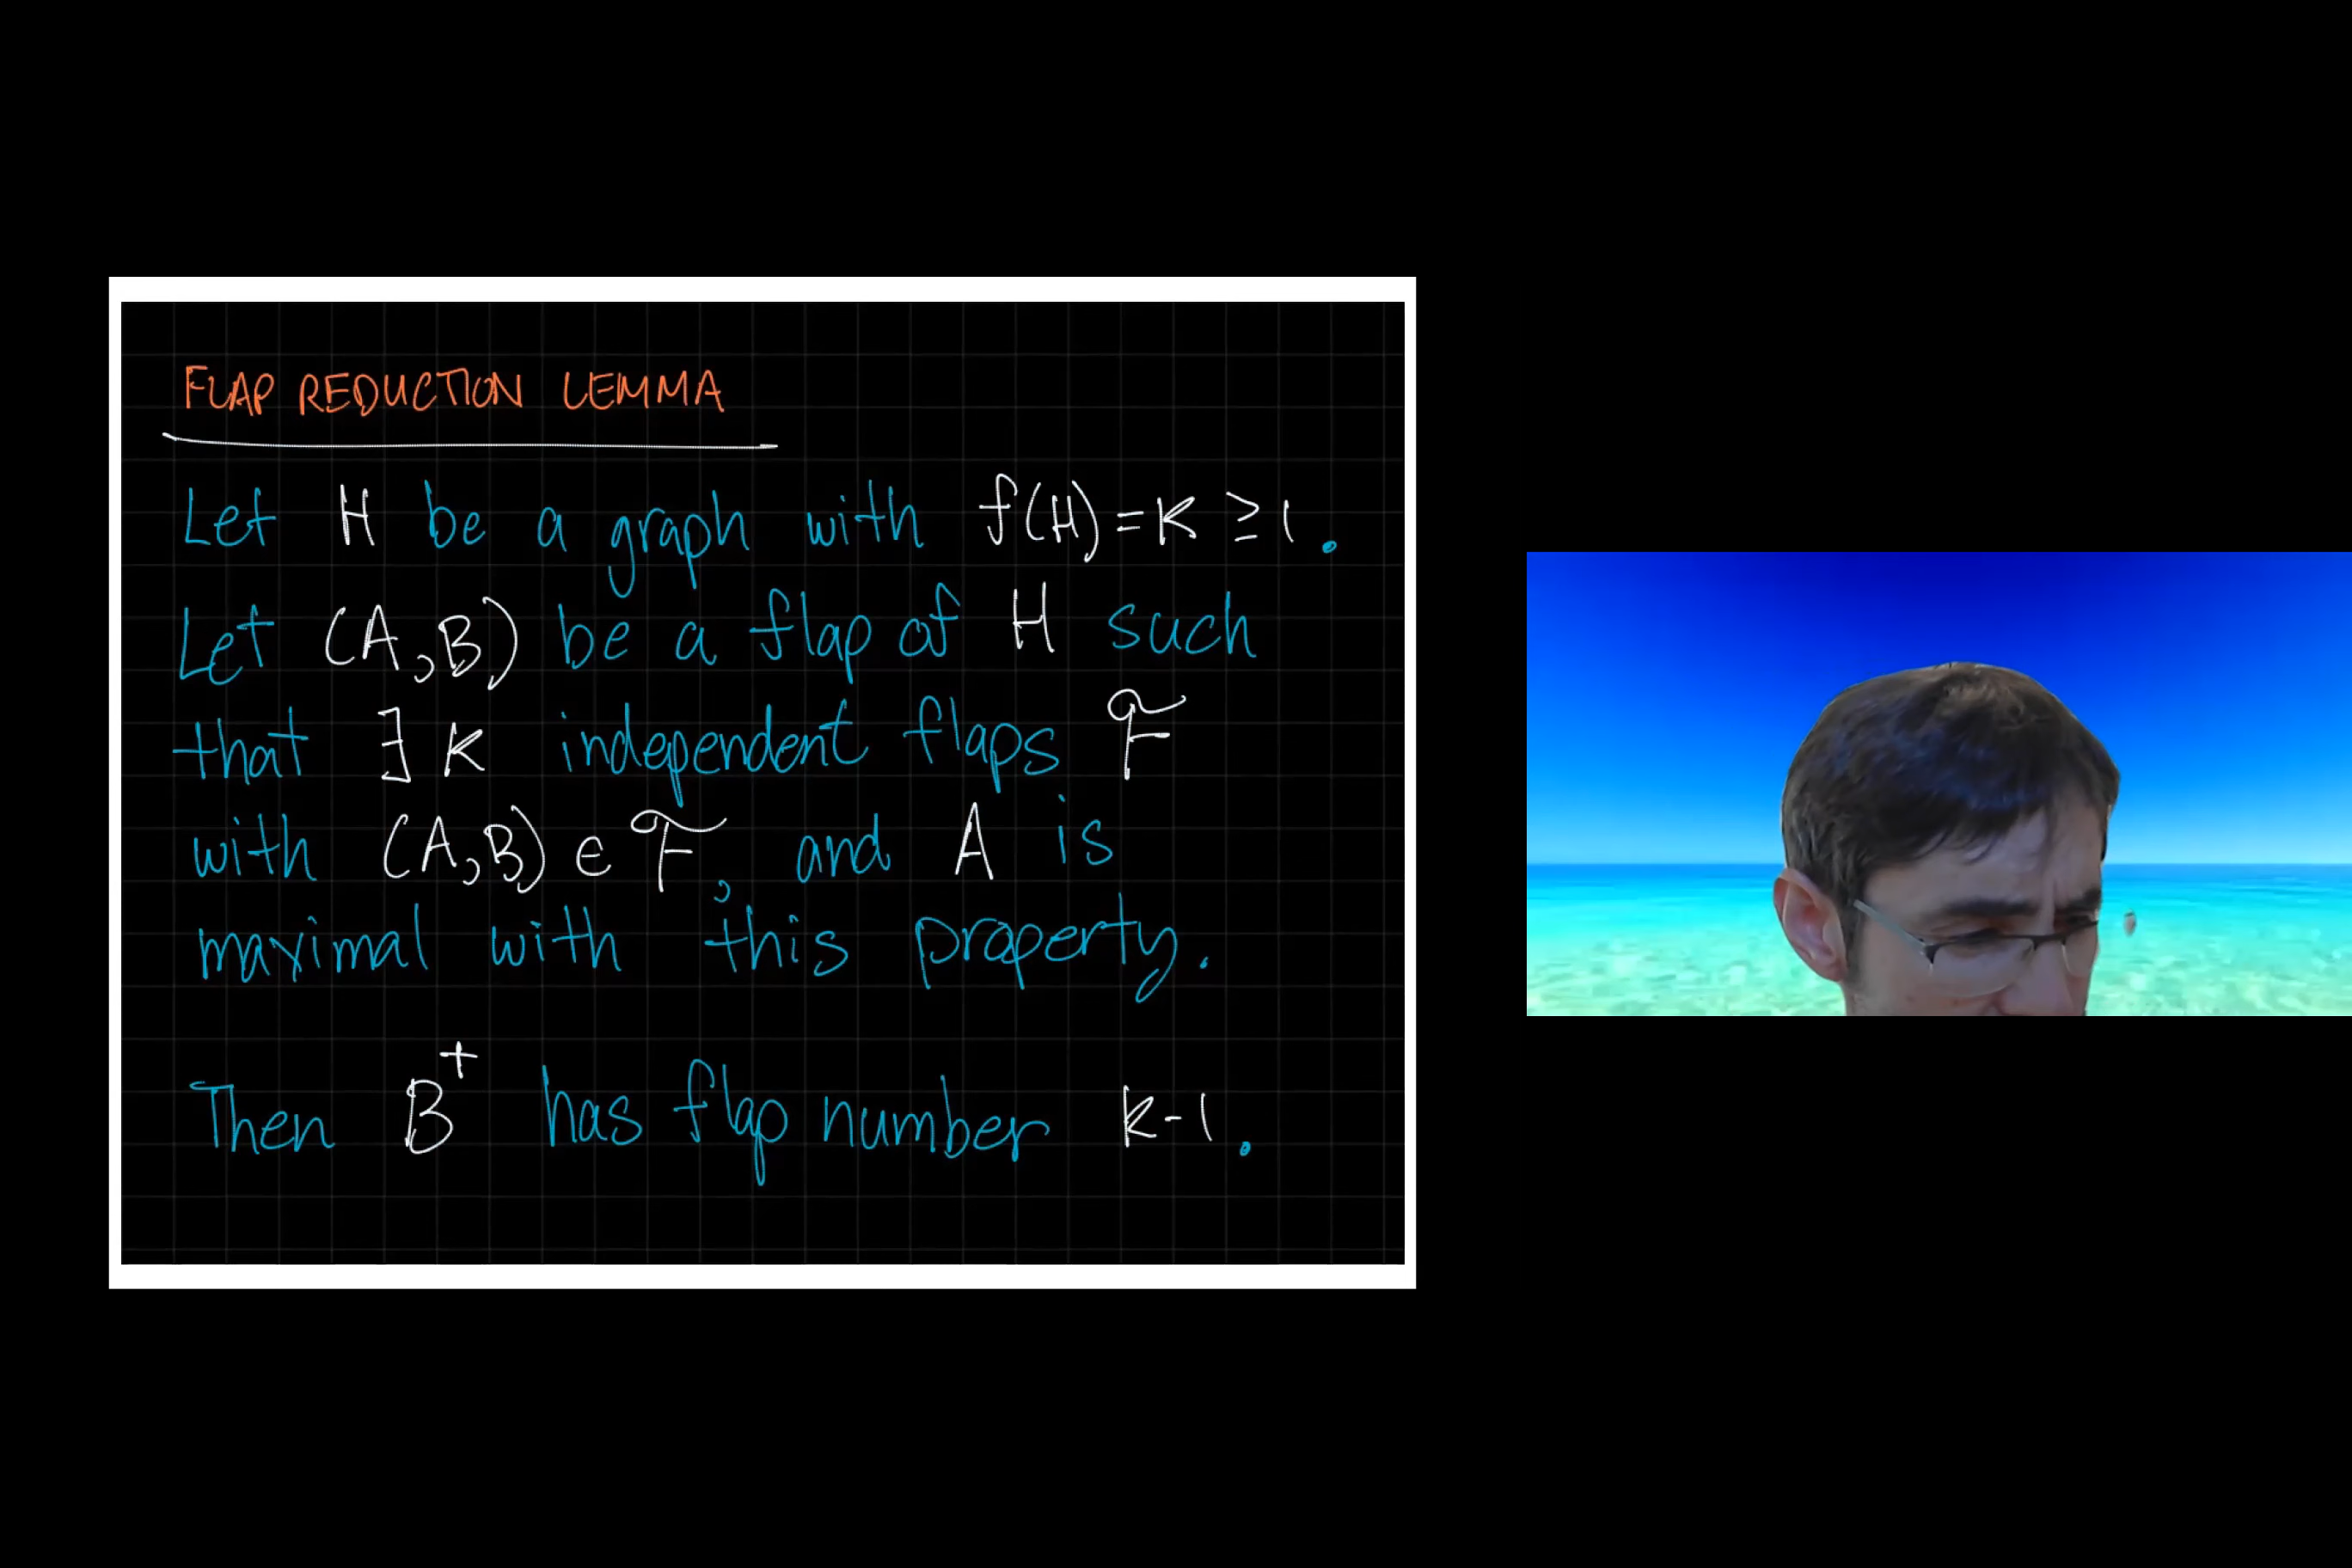 FLAP REDUCTION LEMMA
Let H be a graph with f(H) = K ≥ 1.
Let (A,B) be a flap of H such
that ∃ K independent flaps F
with (A,B) ∈ F, and A is
maximal with this property.
Then B⁺ has flap number K-1.